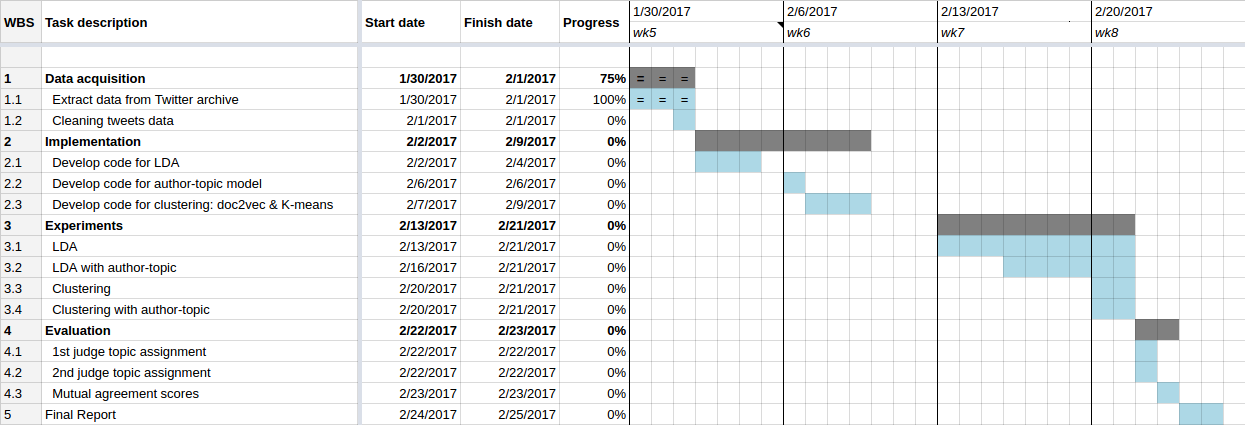 WBS Task description Start date Finish date Progress 1/30/2017 2/6/2017 2/13/2017 2/20/2017
wk5 wk6 wk7 wk8
1 Data acquisition 1/30/2017 2/1/2017 75% = = =
1.1 Extract data from Twitter archive 1/30/2017 2/1/2017 100% = = =
1.2 Cleaning tweets data 2/1/2017 2/1/2017 0%
2 Implementation 2/2/2017 2/9/2017 0%
2.1 Develop code for LDA 2/2/2017 2/4/2017 0%
2.2 Develop code for author-topic model 2/6/2017 2/6/2017 0%
2.3 Develop code for clustering: doc2vec & K-means 2/7/2017 2/9/2017 0%
3 Experiments 2/13/2017 2/21/2017 0%
3.1 LDA 2/13/2017 2/21/2017 0%
3.2 LDA with author-topic 2/16/2017 2/21/2017 0%
3.3 Clustering 2/20/2017 2/21/2017 0%
3.4 Clustering with author-topic 2/20/2017 2/21/2017 0%
4 Evaluation 2/22/2017 2/23/2017 0%
4.1 1st judge topic assignment 2/22/2017 2/22/2017 0%
4.2 2nd judge topic assignment 2/22/2017 2/22/2017 0%
4.3 Mutual agreement scores 2/23/2017 2/23/2017 0%
5 Final Report 2/24/2017 2/25/2017 0%